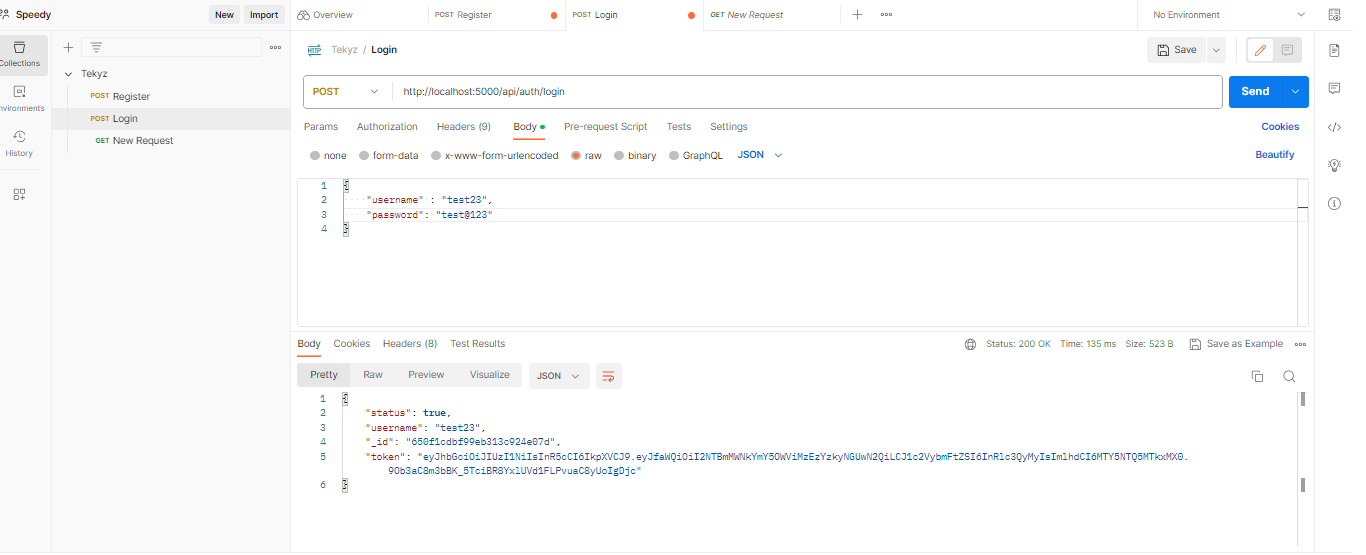 Speedy
New
Import
Overview
POST Register
POST Login
GET New Request
No Environment
Collections
Environments
History
Tekyz
POST Register
POST Login
GET New Request
HTTP
Tekyz / Login
Save
POST
http://localhost:5000/api/auth/login
Send
Params
Authorization
Headers (9)
Body
Pre-request Script
Tests
Settings
Cookies
none
form-data
x-www-form-urlencoded
raw
binary
GraphQL
JSON
Beautify
1 {
2 "username" : "test23",
3 "password": "test@123"
4 }
Body
Cookies
Headers (8)
Test Results
Status: 200 OK
Time: 135 ms
Size: 523 B
Save as Example
Pretty
Raw
Preview
Visualize
JSON
1 {
2 "status": true,
3 "username": "test23",
4 "_id": "650f1cdbf99eb313c924e07d",
5 "token": "eyJhbGciOiJIUzI1NiIsInR5cCI6IkpXVCJ9.eyJfaWQiOiI2NTBmMWNkYmY5OWViMzEzYzkyNGUwN2QiLCJ1c2VybmFtZSI6InRlc3QyMyIsImlhdCI6MTY5NTQ5MTkxMX0.
9Ob3aC8m3bBK_5TciBR8YxlUVd1FLPvuaC8yUoIgDjc"
6 }